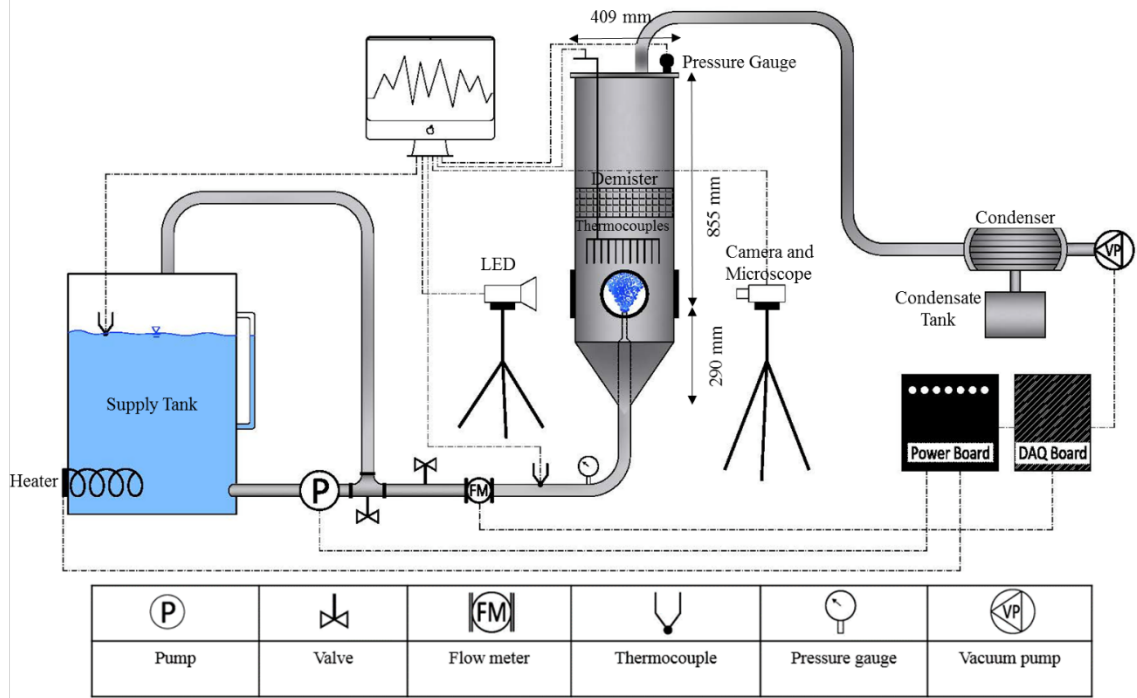 409 mm
Pressure Gauge
Demister
855 mm
Thermocouples
Condenser
VP
LED
Camera and
Microscope
Condensate
Tank
290 mm
Supply Tank
Heater
P
FM
Power Board
DAQ Board
P
FM
VP
Pump
Valve
Flow meter
Thermocouple
Pressure gauge
Vacuum pump